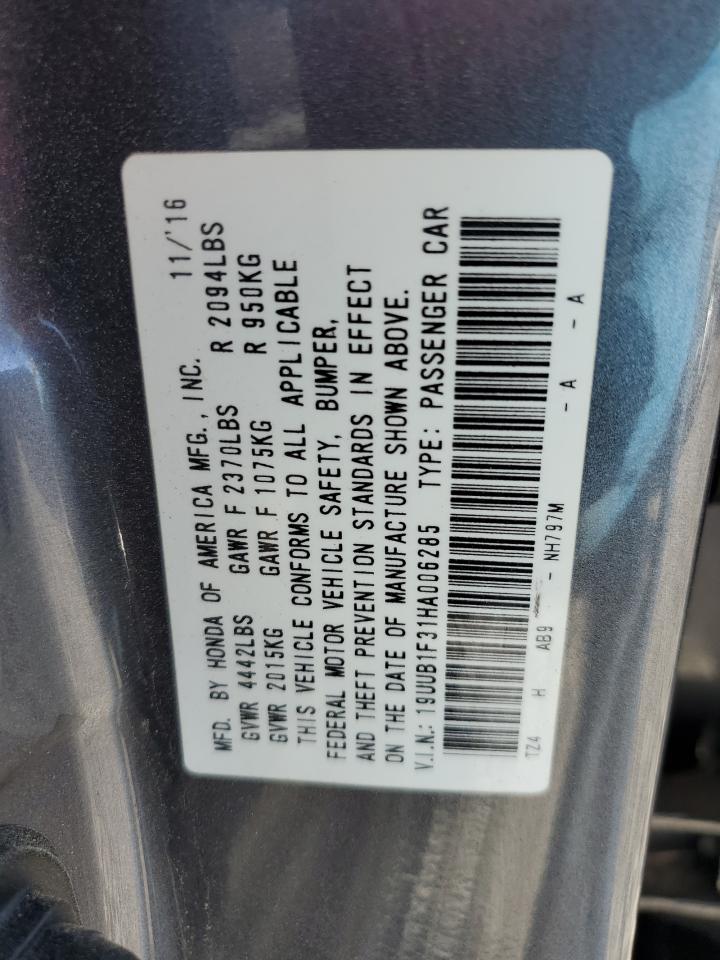 MFD. BY HONDA OF AMERICA MFG., INC. 11/'16
GVWR 4442LBS GAWR F 2370LBS R 2094LBS
GVWR 2015KG GAWR F 1075KG R 950KG
THIS VEHICLE CONFORMS TO ALL APPLICABLE
FEDERAL MOTOR VEHICLE SAFETY, BUMPER,
AND THEFT PREVENTION STANDARDS IN EFFECT
ON THE DATE OF MANUFACTURE SHOWN ABOVE.
V.I.N.: 19UUB1F31HA006285 TYPE: PASSENGER CAR
TZ4 H AB9 - NH797M - A - A